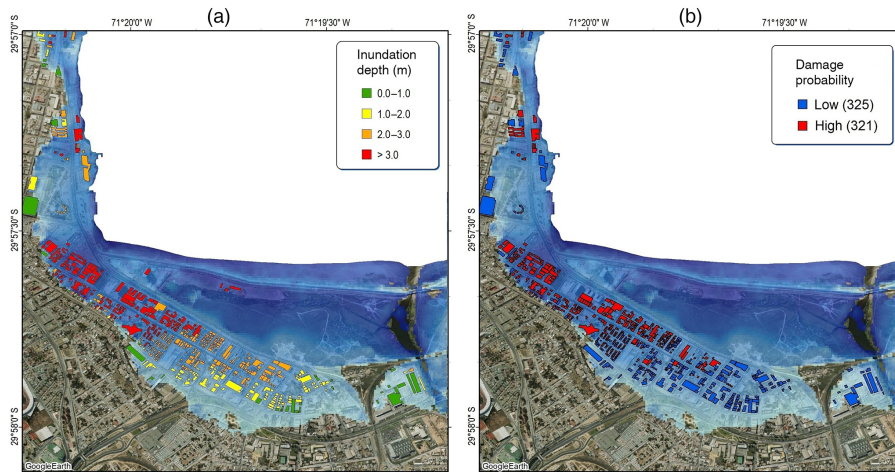 (a)
71°20'0" W
71°19'30" W
29°57'0" S
29°57'30" S
29°58'0" S
Inundation
depth (m)
0.0–1.0
1.0–2.0
2.0–3.0
> 3.0
GoogleEarth
(b)
71°20'0" W
71°19'30" W
29°57'0" S
29°57'30" S
29°58'0" S
Damage
probability
Low (325)
High (321)
GoogleEarth